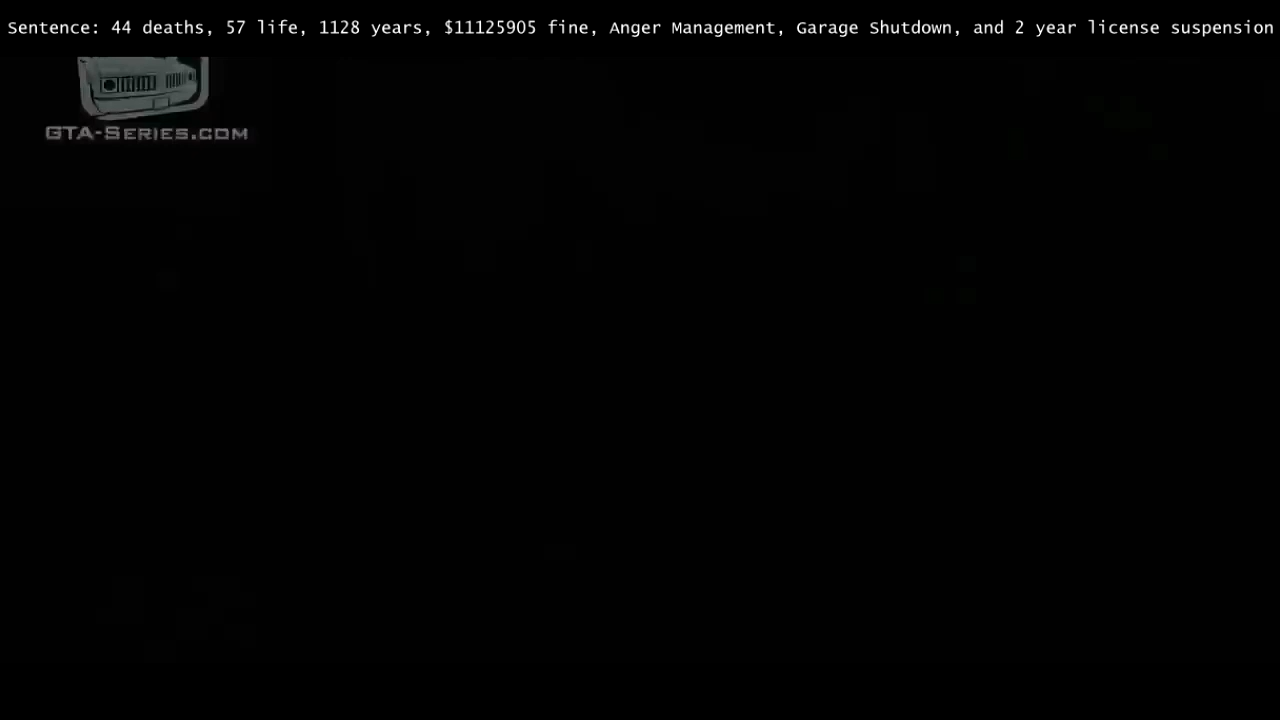 Sentence: 44 deaths, 57 life, 1128 years, $11125905 fine, Anger Management, Garage Shutdown, and 2 year license suspension
GTA-Series.com